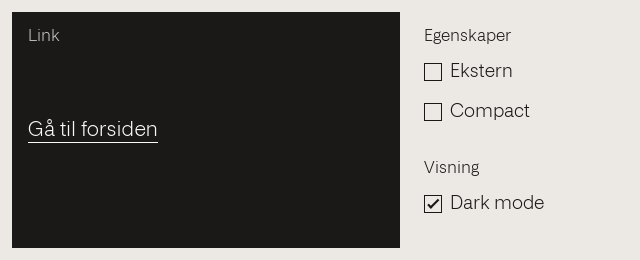 Link
Gå til forsiden
Egenskaper
Ekstern
Compact
Visning
Dark mode